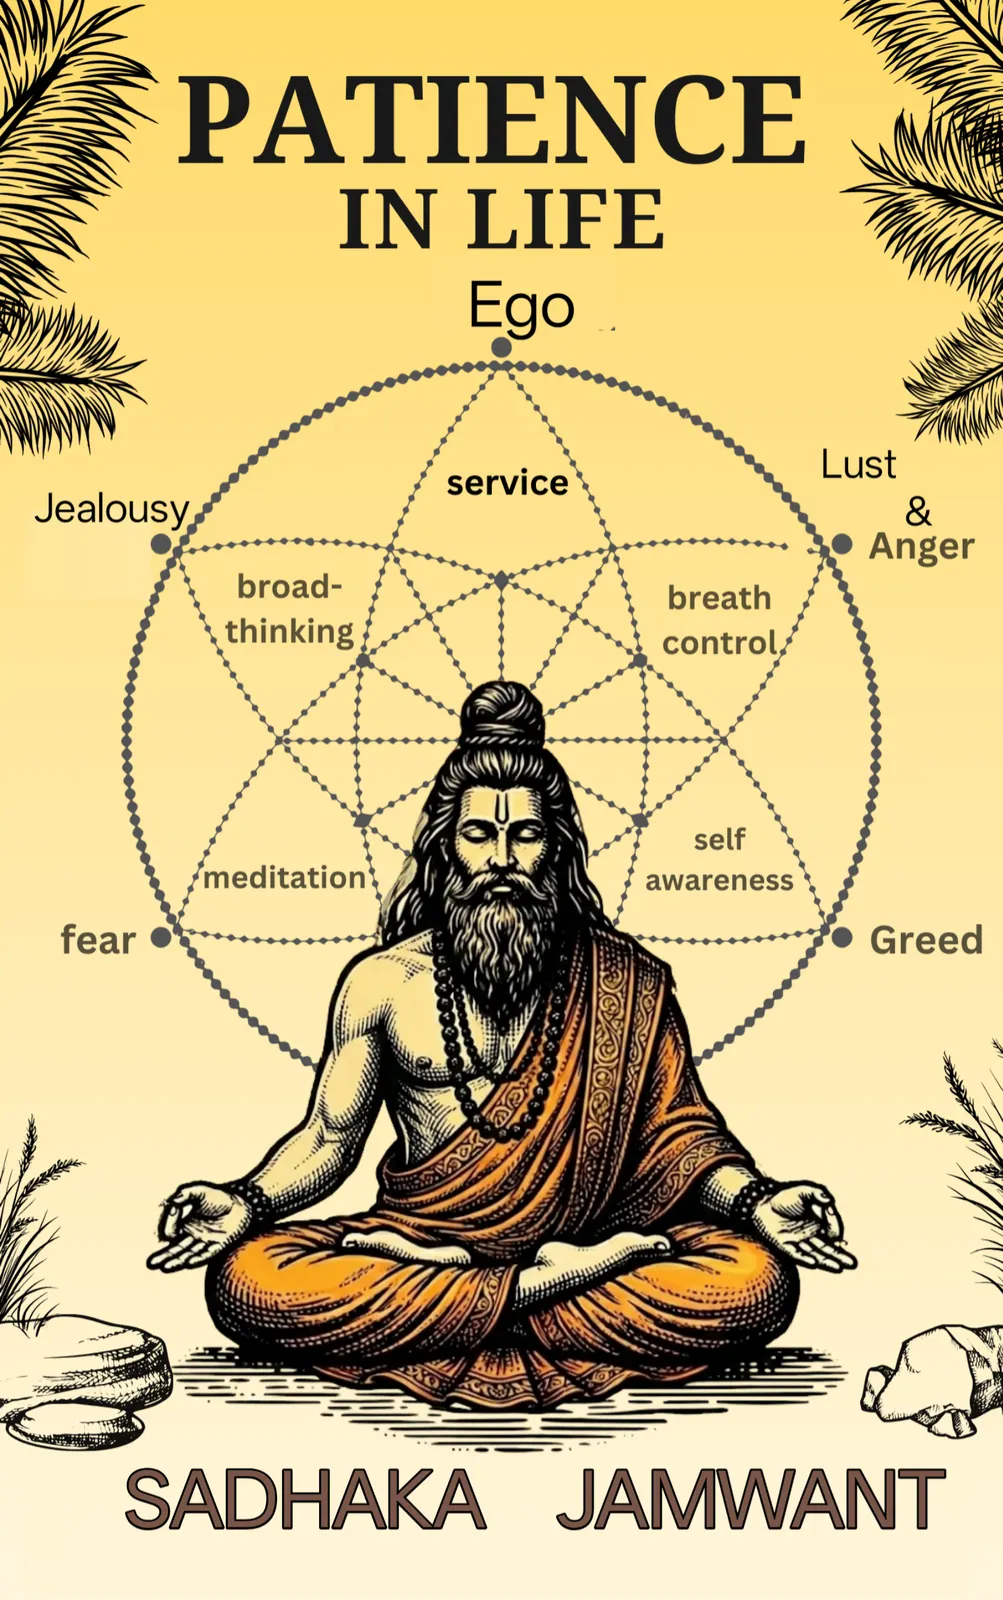 PATIENCE
IN LIFE
Ego
Lust
&
Anger
Jealousy
service
broad-
thinking
breath
control
meditation
self
awareness
fear
Greed
SADHAKA JAMWANT